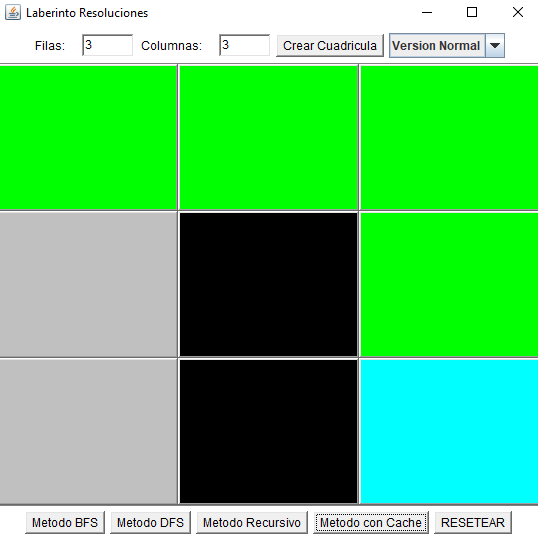 Laberinto Resoluciones
Filas: 3 Columnas: 3 Crear Cuadricula Version Normal
Metodo BFS Metodo DFS Metodo Recursivo Metodo con Cache RESETEAR